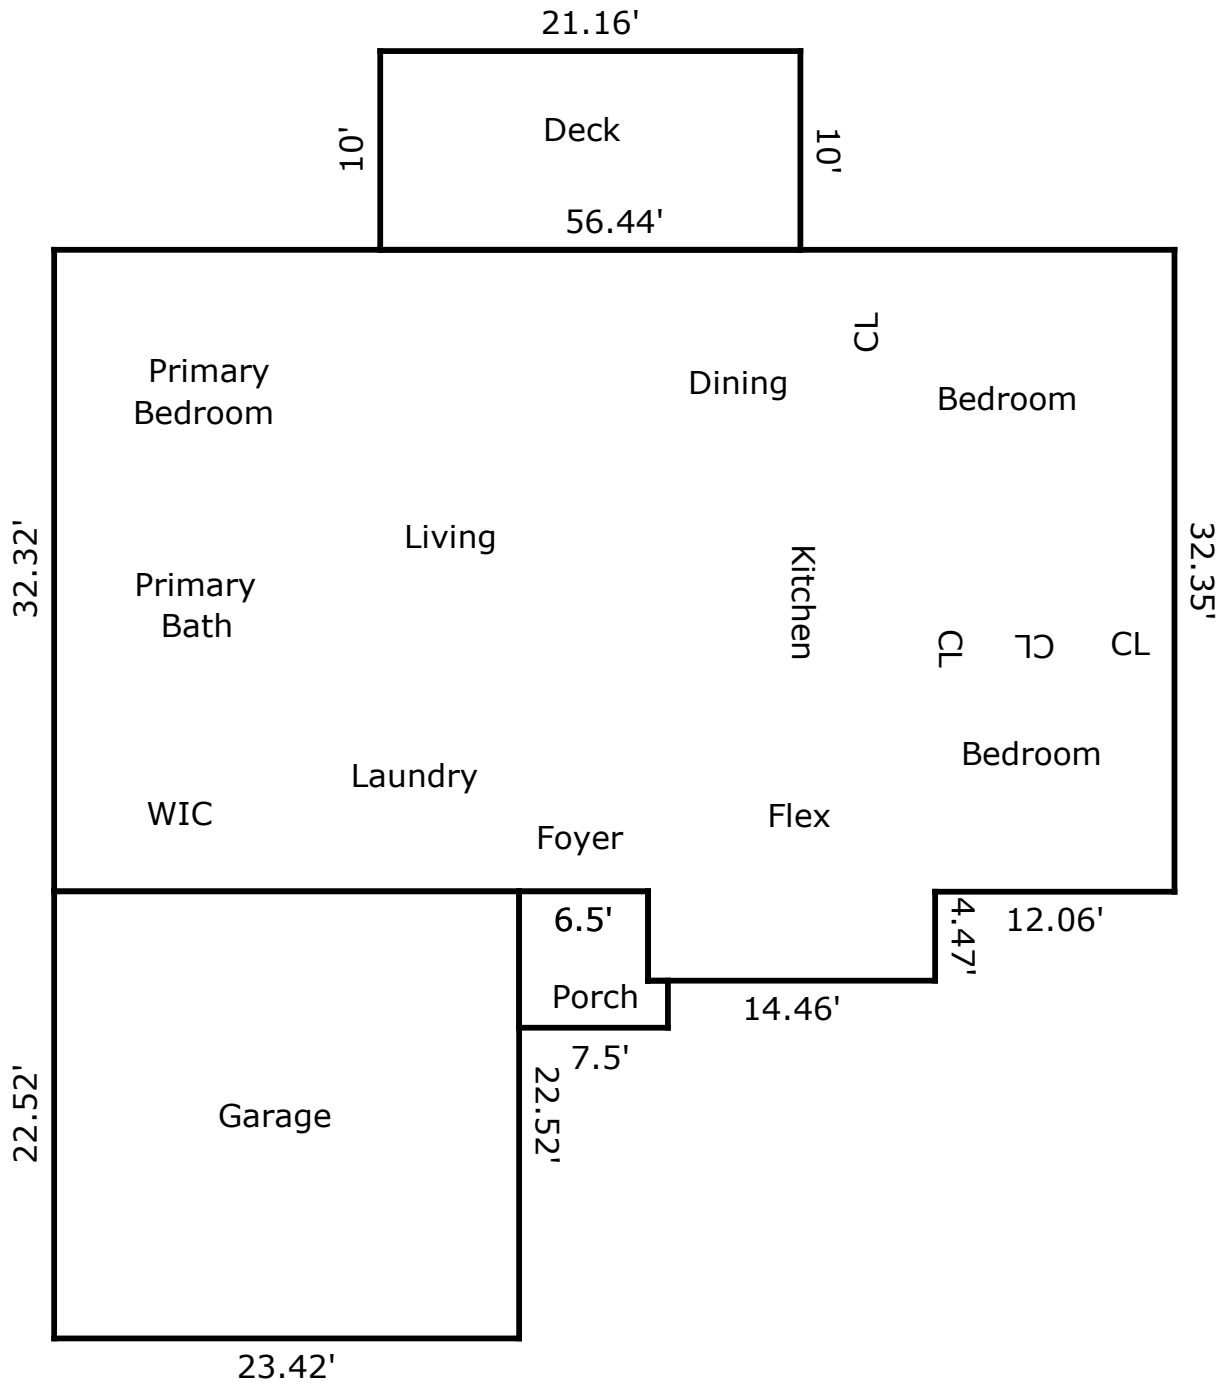 21.16'
10'
Deck
10'
56.44'
CL
Primary
Bedroom
Dining
Bedroom
32.32'
Living
Primary
Bath
Kitchen
32.35'
CL
CL
CL
Laundry
Bedroom
WIC
Foyer
Flex
6.5'
4.47'
12.06'
Porch
14.46'
7.5'
22.52'
Garage
22.52'
23.42'